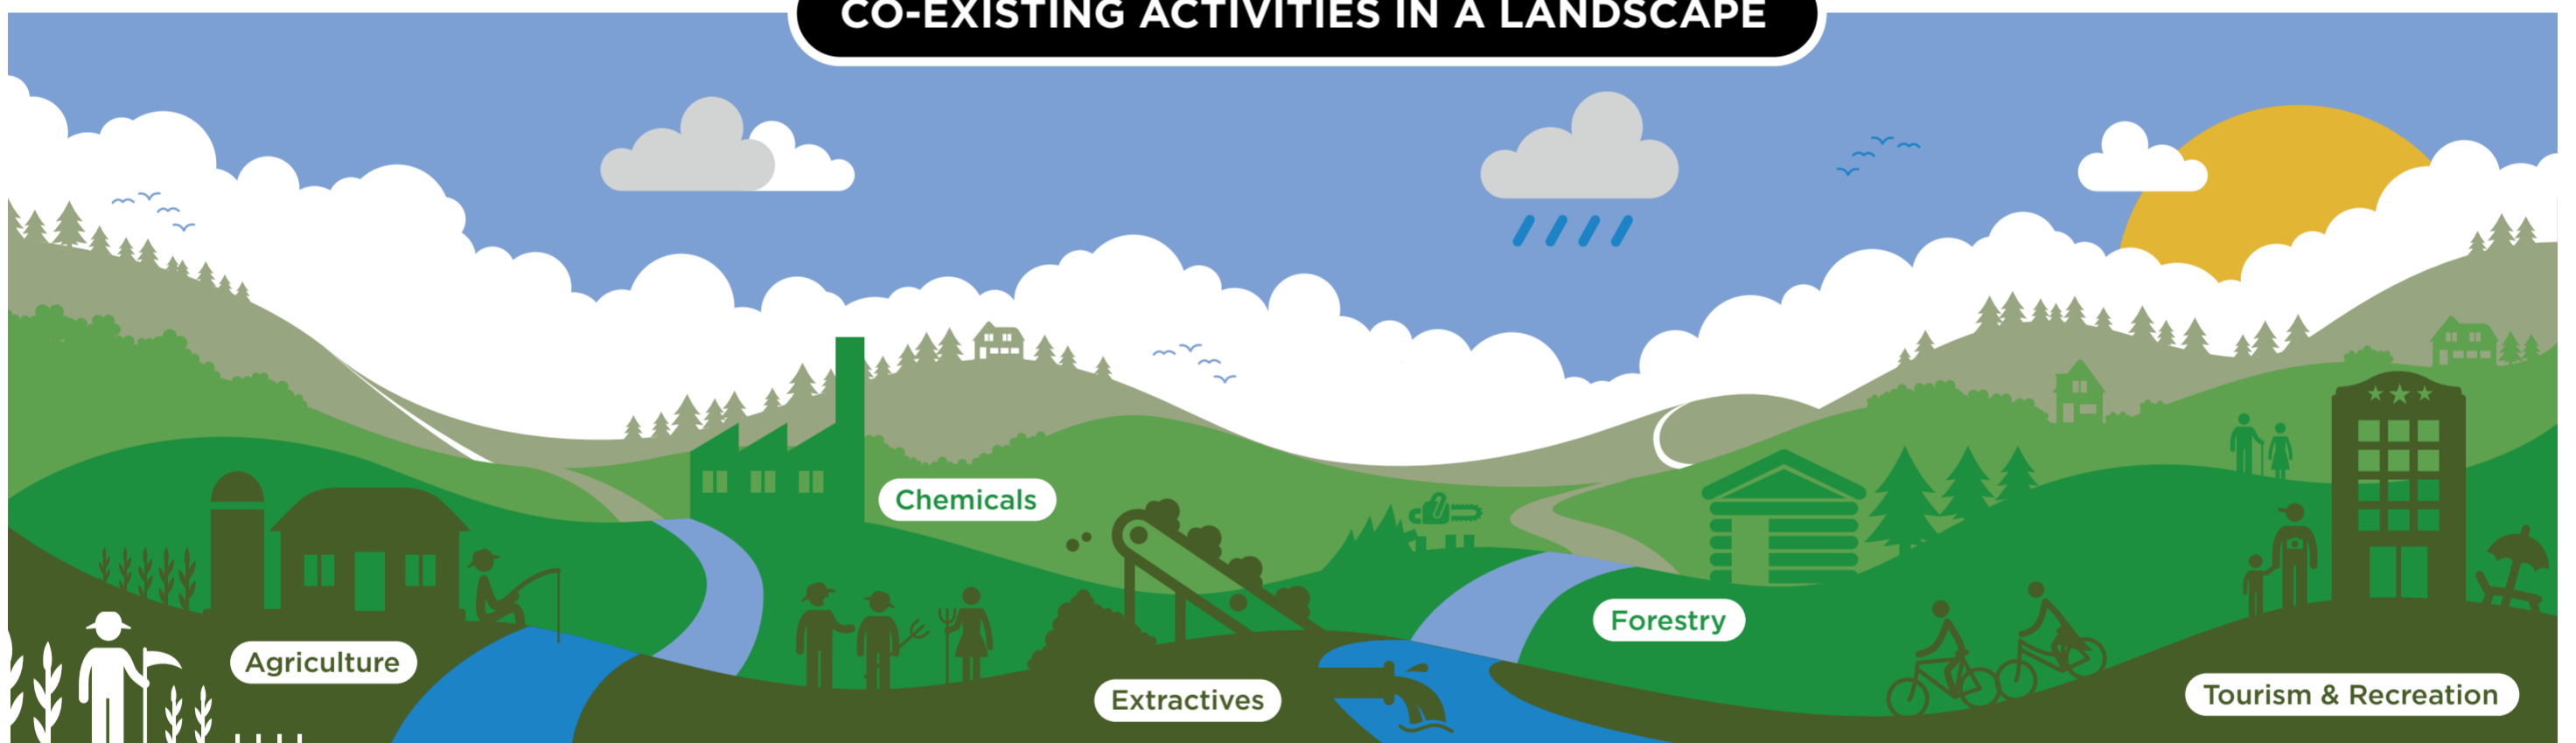 CO-EXISTING ACTIVITIES IN A LANDSCAPE
Chemicals
Forestry
Agriculture
Extractives
Tourism & Recreation